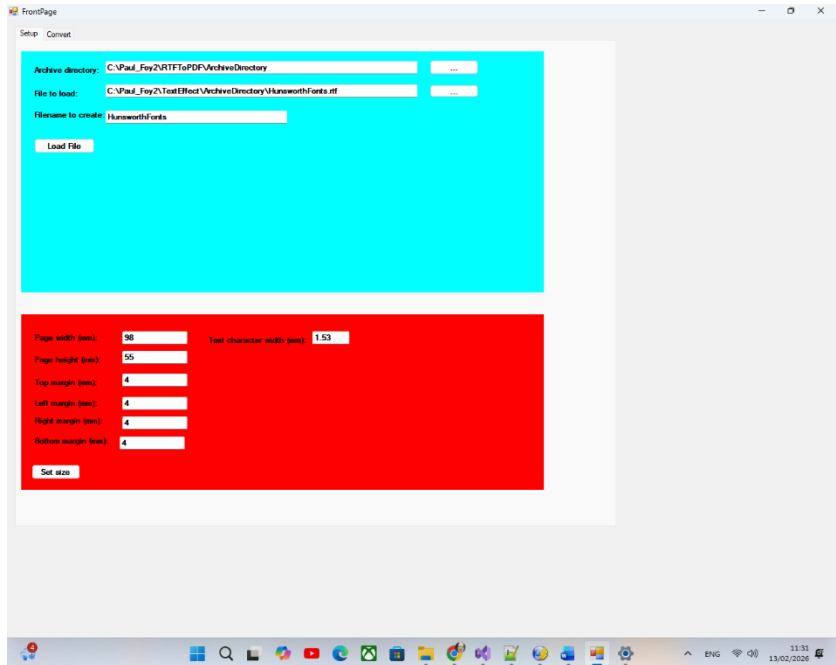 FrontPage
Setup Convert
Archive directory: C:\Paul_Foy2\RTFToPDF\ArchiveDirectory ...
File to load: C:\Paul_Foy2\TextEffect\ArchiveDirectory\HunsworthFonts.rtf ...
Filename to create: HunsworthFonts
Load File
Page width (mm): 98 Text character width (mm): 1.53
Page height (mm): 55
Top margin (mm): 4
Left margin (mm): 4
Right margin (mm): 4
Bottom margin (mm): 4
Set size
4 ENG 11:31
13/02/2026